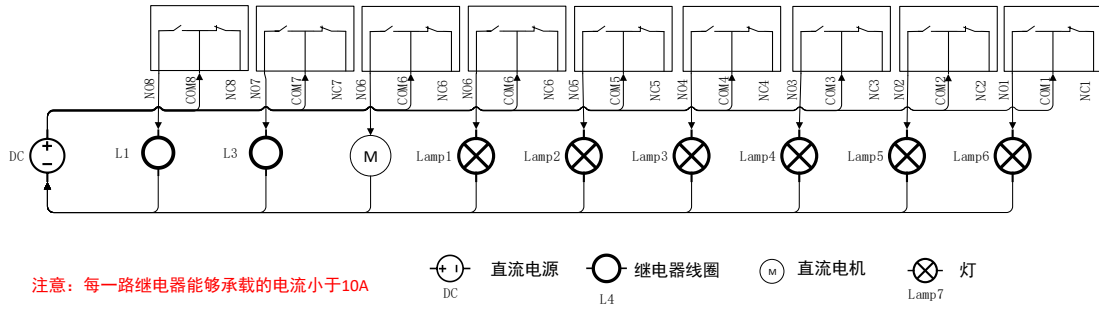 NO8 COM8 NC8 NO7 COM7 NC7 NO6 COM6 NC6 NO6 COM6 NC6 NO5 COM5 NC5 NO4 COM4 NC4 NO3 COM3 NC3 NO2 COM2 NC2 NO1 COM1 NC1
DC L1 L3 M Lamp1 Lamp2 Lamp3 Lamp4 Lamp5 Lamp6
直流电源 继电器线圈 M 直流电机 灯
注意：每一路继电器能够承载的电流小于10A
DC L4 Lamp7